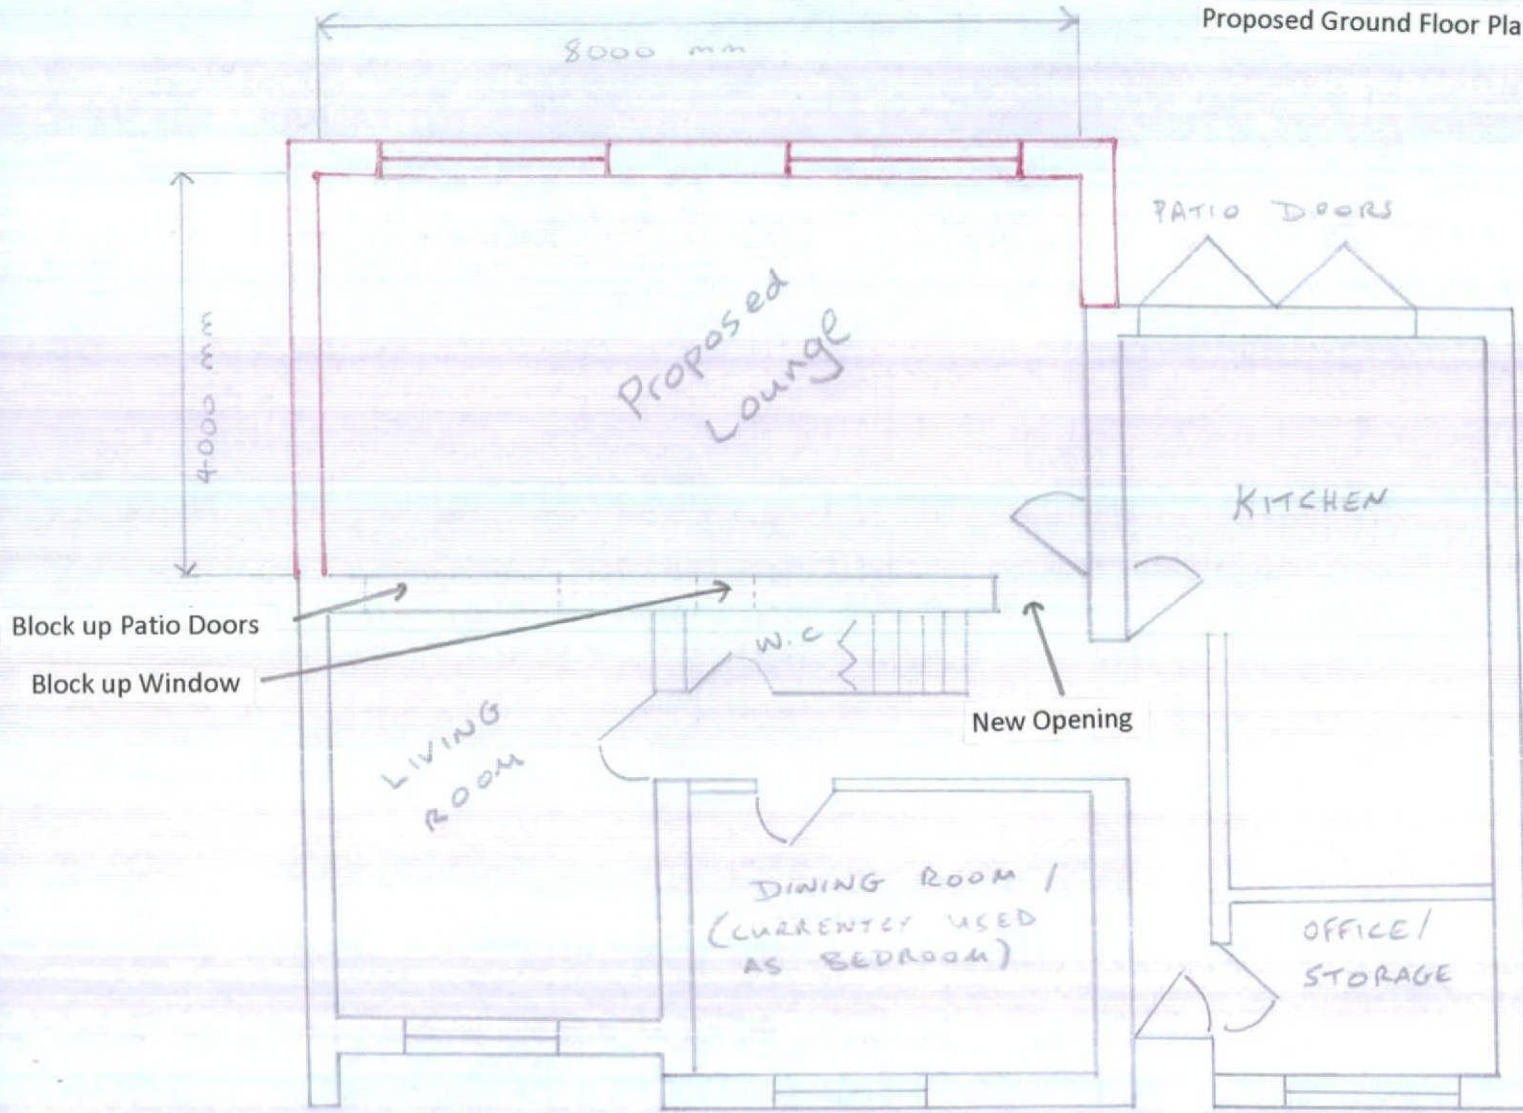 Proposed Ground Floor Pla
8000 mm
PATIO DOORS
4000 mm
Proposed
Lounge
KITCHEN
Block up Patio Doors
Block up Window
W.C
New Opening
LIVING
ROOM
DINING ROOM /
(CURRENTLY USED
AS BEDROOM)
OFFICE/
STORAGE